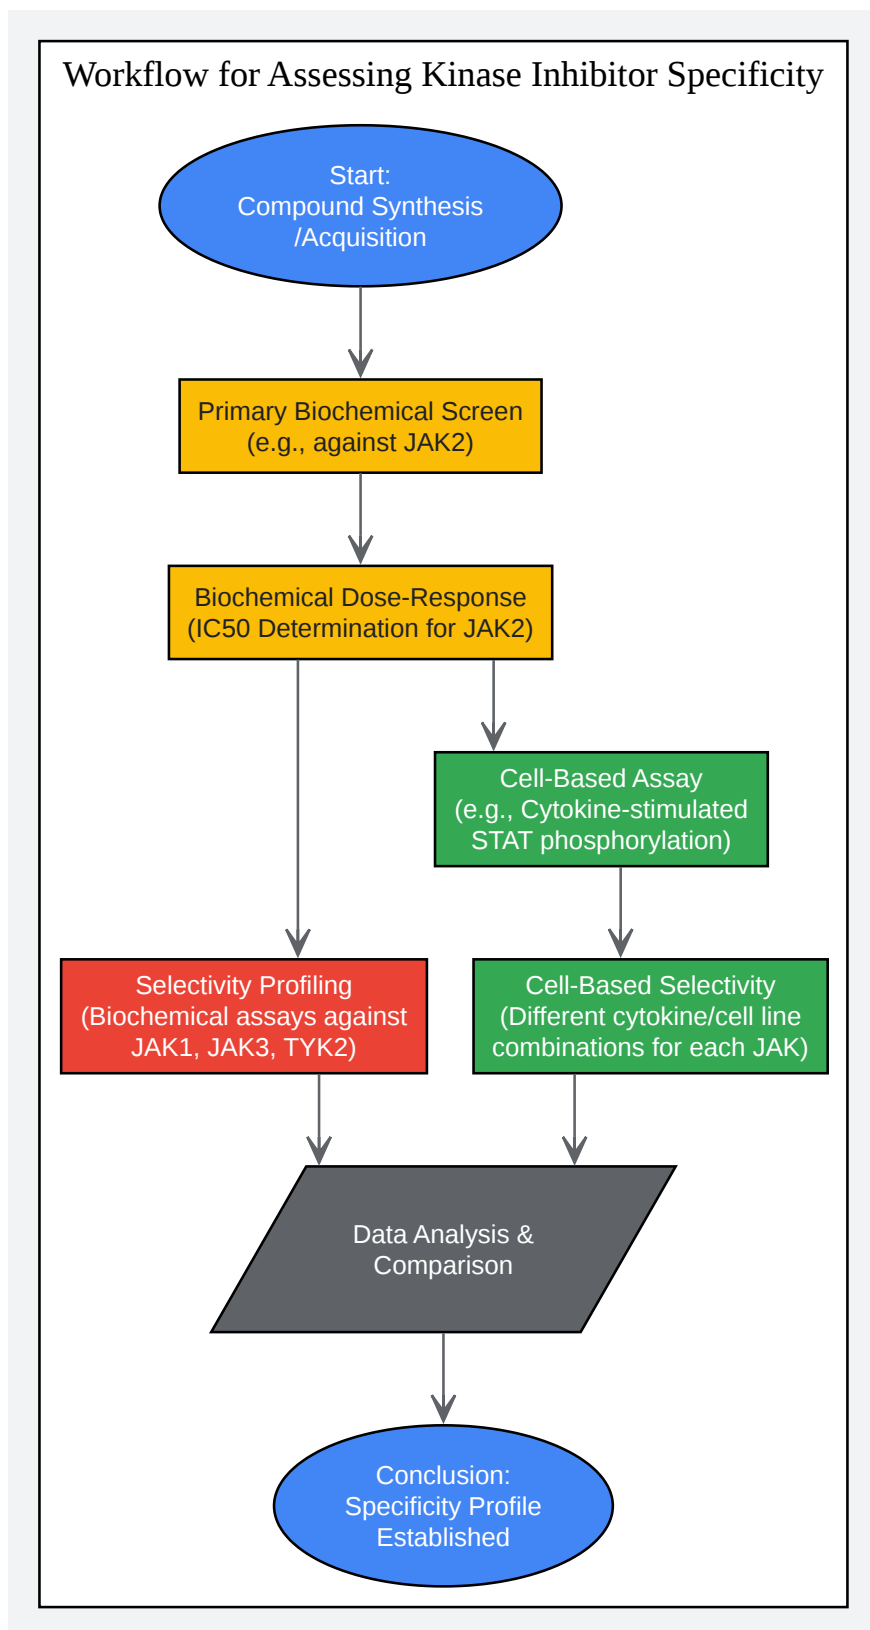 Workflow for Assessing Kinase Inhibitor Specificity
Start:
Compound Synthesis
/Acquisition
Primary Biochemical Screen
(e.g., against JAK2)
Biochemical Dose-Response
(IC50 Determination for JAK2)
Cell-Based Assay
(e.g., Cytokine-stimulated
STAT phosphorylation)
Selectivity Profiling
(Biochemical assays against
JAK1, JAK3, TYK2)
Cell-Based Selectivity
(Different cytokine/cell line
combinations for each JAK)
Data Analysis &
Comparison
Conclusion:
Specificity Profile
Established